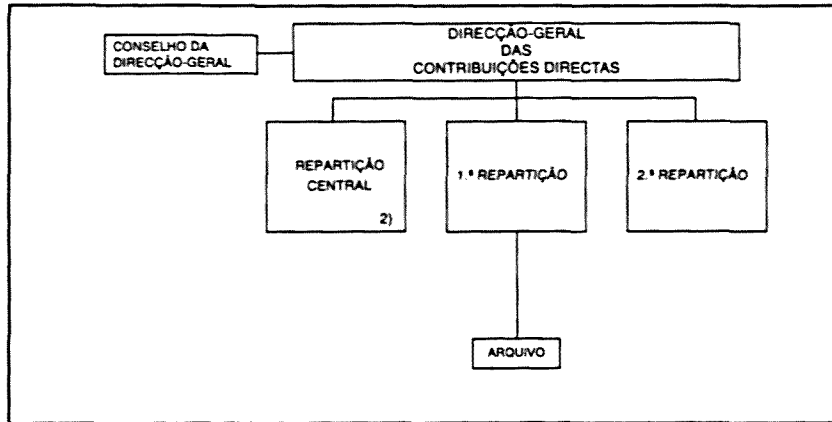 CONSELHO DA
DIRECÇÃO-GERAL
DIRECÇÃO-GERAL
DAS
CONTRIBUIÇÕES DIRECTAS
REPARTIÇÃO
CENTRAL
2)
1.ª REPARTIÇÃO
2.ª REPARTIÇÃO
ARQUIVO